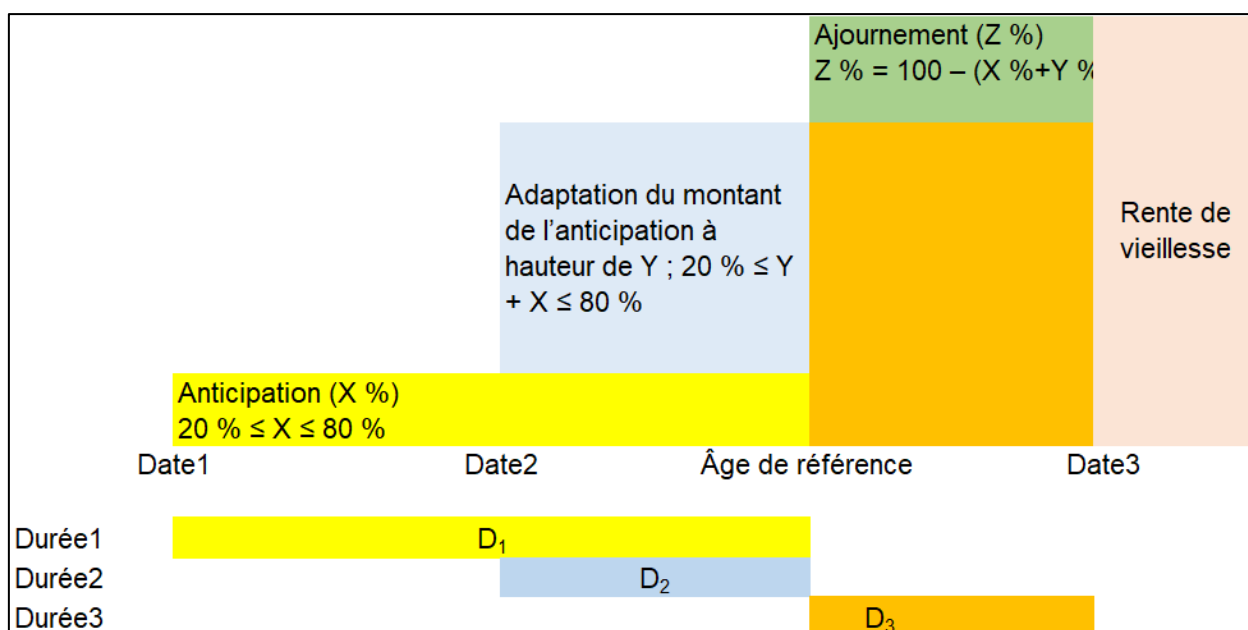 Ajournement (Z %)
Z % = 100 – (X %+Y %
Adaptation du montant
de l'anticipation à
hauteur de Y ; 20 % ≤ Y
+ X ≤ 80 %
Rente de
vieillesse
Anticipation (X %)
20 % ≤ X ≤ 80 %
Date1 Date2 Âge de référence Date3
Durée1 D₁
Durée2 D₂
Durée3 D₃